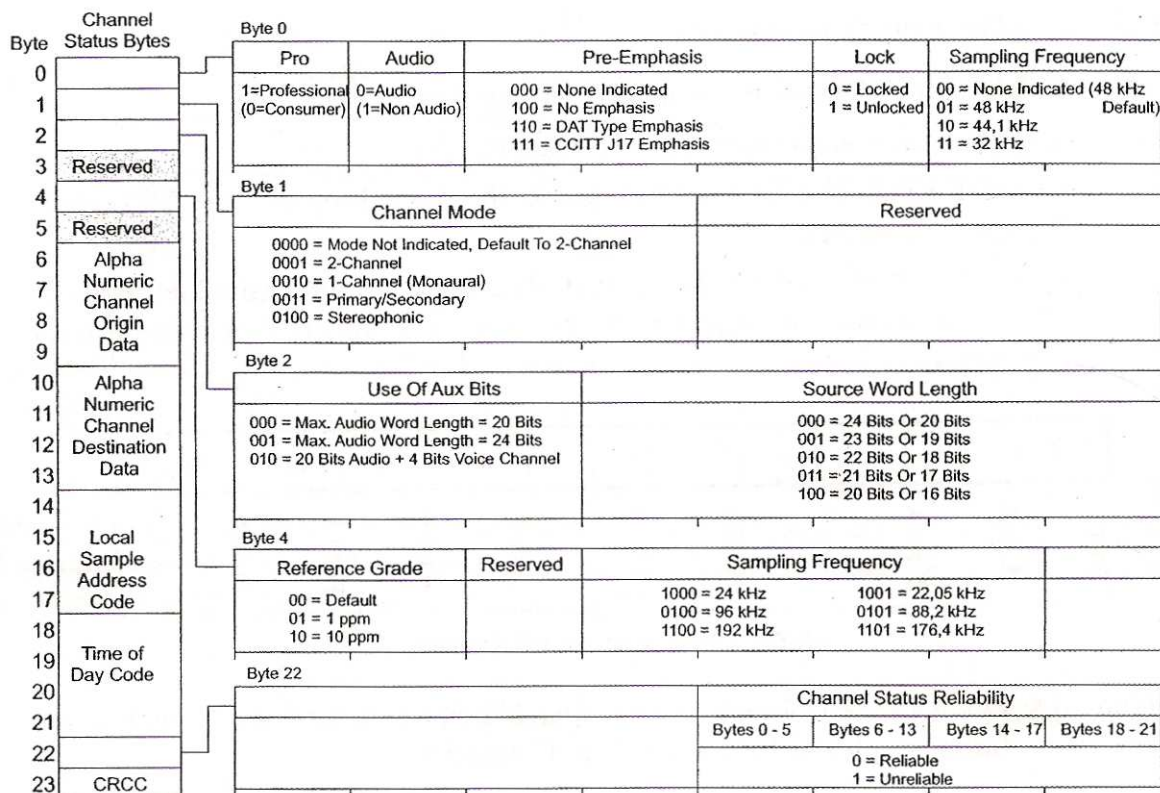 Channel
Status Bytes
Byte
0
1
2
3 Reserved
4
5 Reserved
6 Alpha
Numeric
7 Channel
8 Origin
9 Data
10 Alpha
11 Numeric
Channel
12 Destination
13 Data
14
15 Local
Sample
16 Address
17 Code
18
19 Time of
Day Code
20
21
22
23 CRCC
Byte 0
Pro Audio Pre-Emphasis Lock Sampling Frequency
1=Professional 0=Audio 000 = None Indicated 0 = Locked 00 = None Indicated (48 kHz
(0=Consumer) (1=Non Audio) 100 = No Emphasis 1 = Unlocked 01 = 48 kHz Default)
110 = DAT Type Emphasis 10 = 44,1 kHz
111 = CCITT J17 Emphasis 11 = 32 kHz
Byte 1
Channel Mode Reserved
0000 = Mode Not Indicated, Default To 2-Channel
0001 = 2-Channel
0010 = 1-Cahnnel (Monaural)
0011 = Primary/Secondary
0100 = Stereophonic
Byte 2
Use Of Aux Bits Source Word Length
000 = Max. Audio Word Length = 20 Bits 000 = 24 Bits Or 20 Bits
001 = Max. Audio Word Length = 24 Bits 001 = 23 Bits Or 19 Bits
010 = 20 Bits Audio + 4 Bits Voice Channel 010 = 22 Bits Or 18 Bits
011 = 21 Bits Or 17 Bits
100 = 20 Bits Or 16 Bits
Byte 4
Reference Grade Reserved Sampling Frequency
00 = Default 1000 = 24 kHz 1001 = 22,05 kHz
01 = 1 ppm 0100 = 96 kHz 0101 = 88,2 kHz
10 = 10 ppm 1100 = 192 kHz 1101 = 176,4 kHz
Byte 22
Channel Status Reliability
Bytes 0 - 5 Bytes 6 - 13 Bytes 14 - 17 Bytes 18 - 21
0 = Reliable
1 = Unreliable